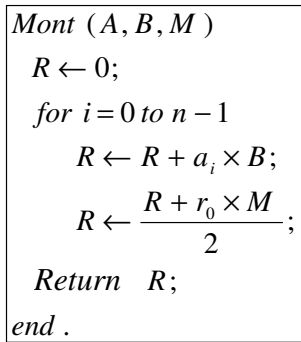 Mont (A, B, M)
R ← 0;
for i = 0 to n − 1
R ← R + a_i × B;
R ← (R + r_0 × M) / 2;
Return R;
end .